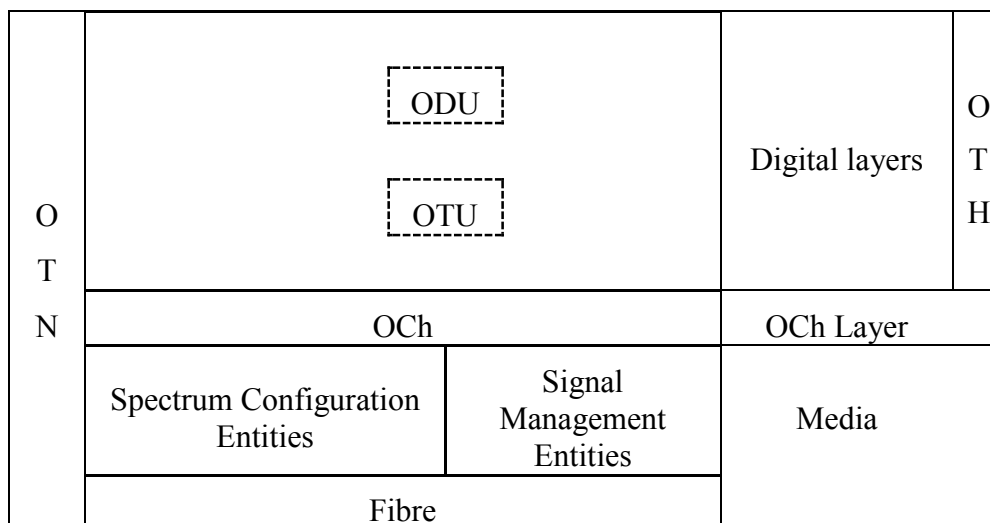 ODU
O
Digital layers
T
OTU
H
O
T
N
OCh
OCh Layer
Spectrum Configuration
Entities
Signal
Management
Entities
Media
Fibre